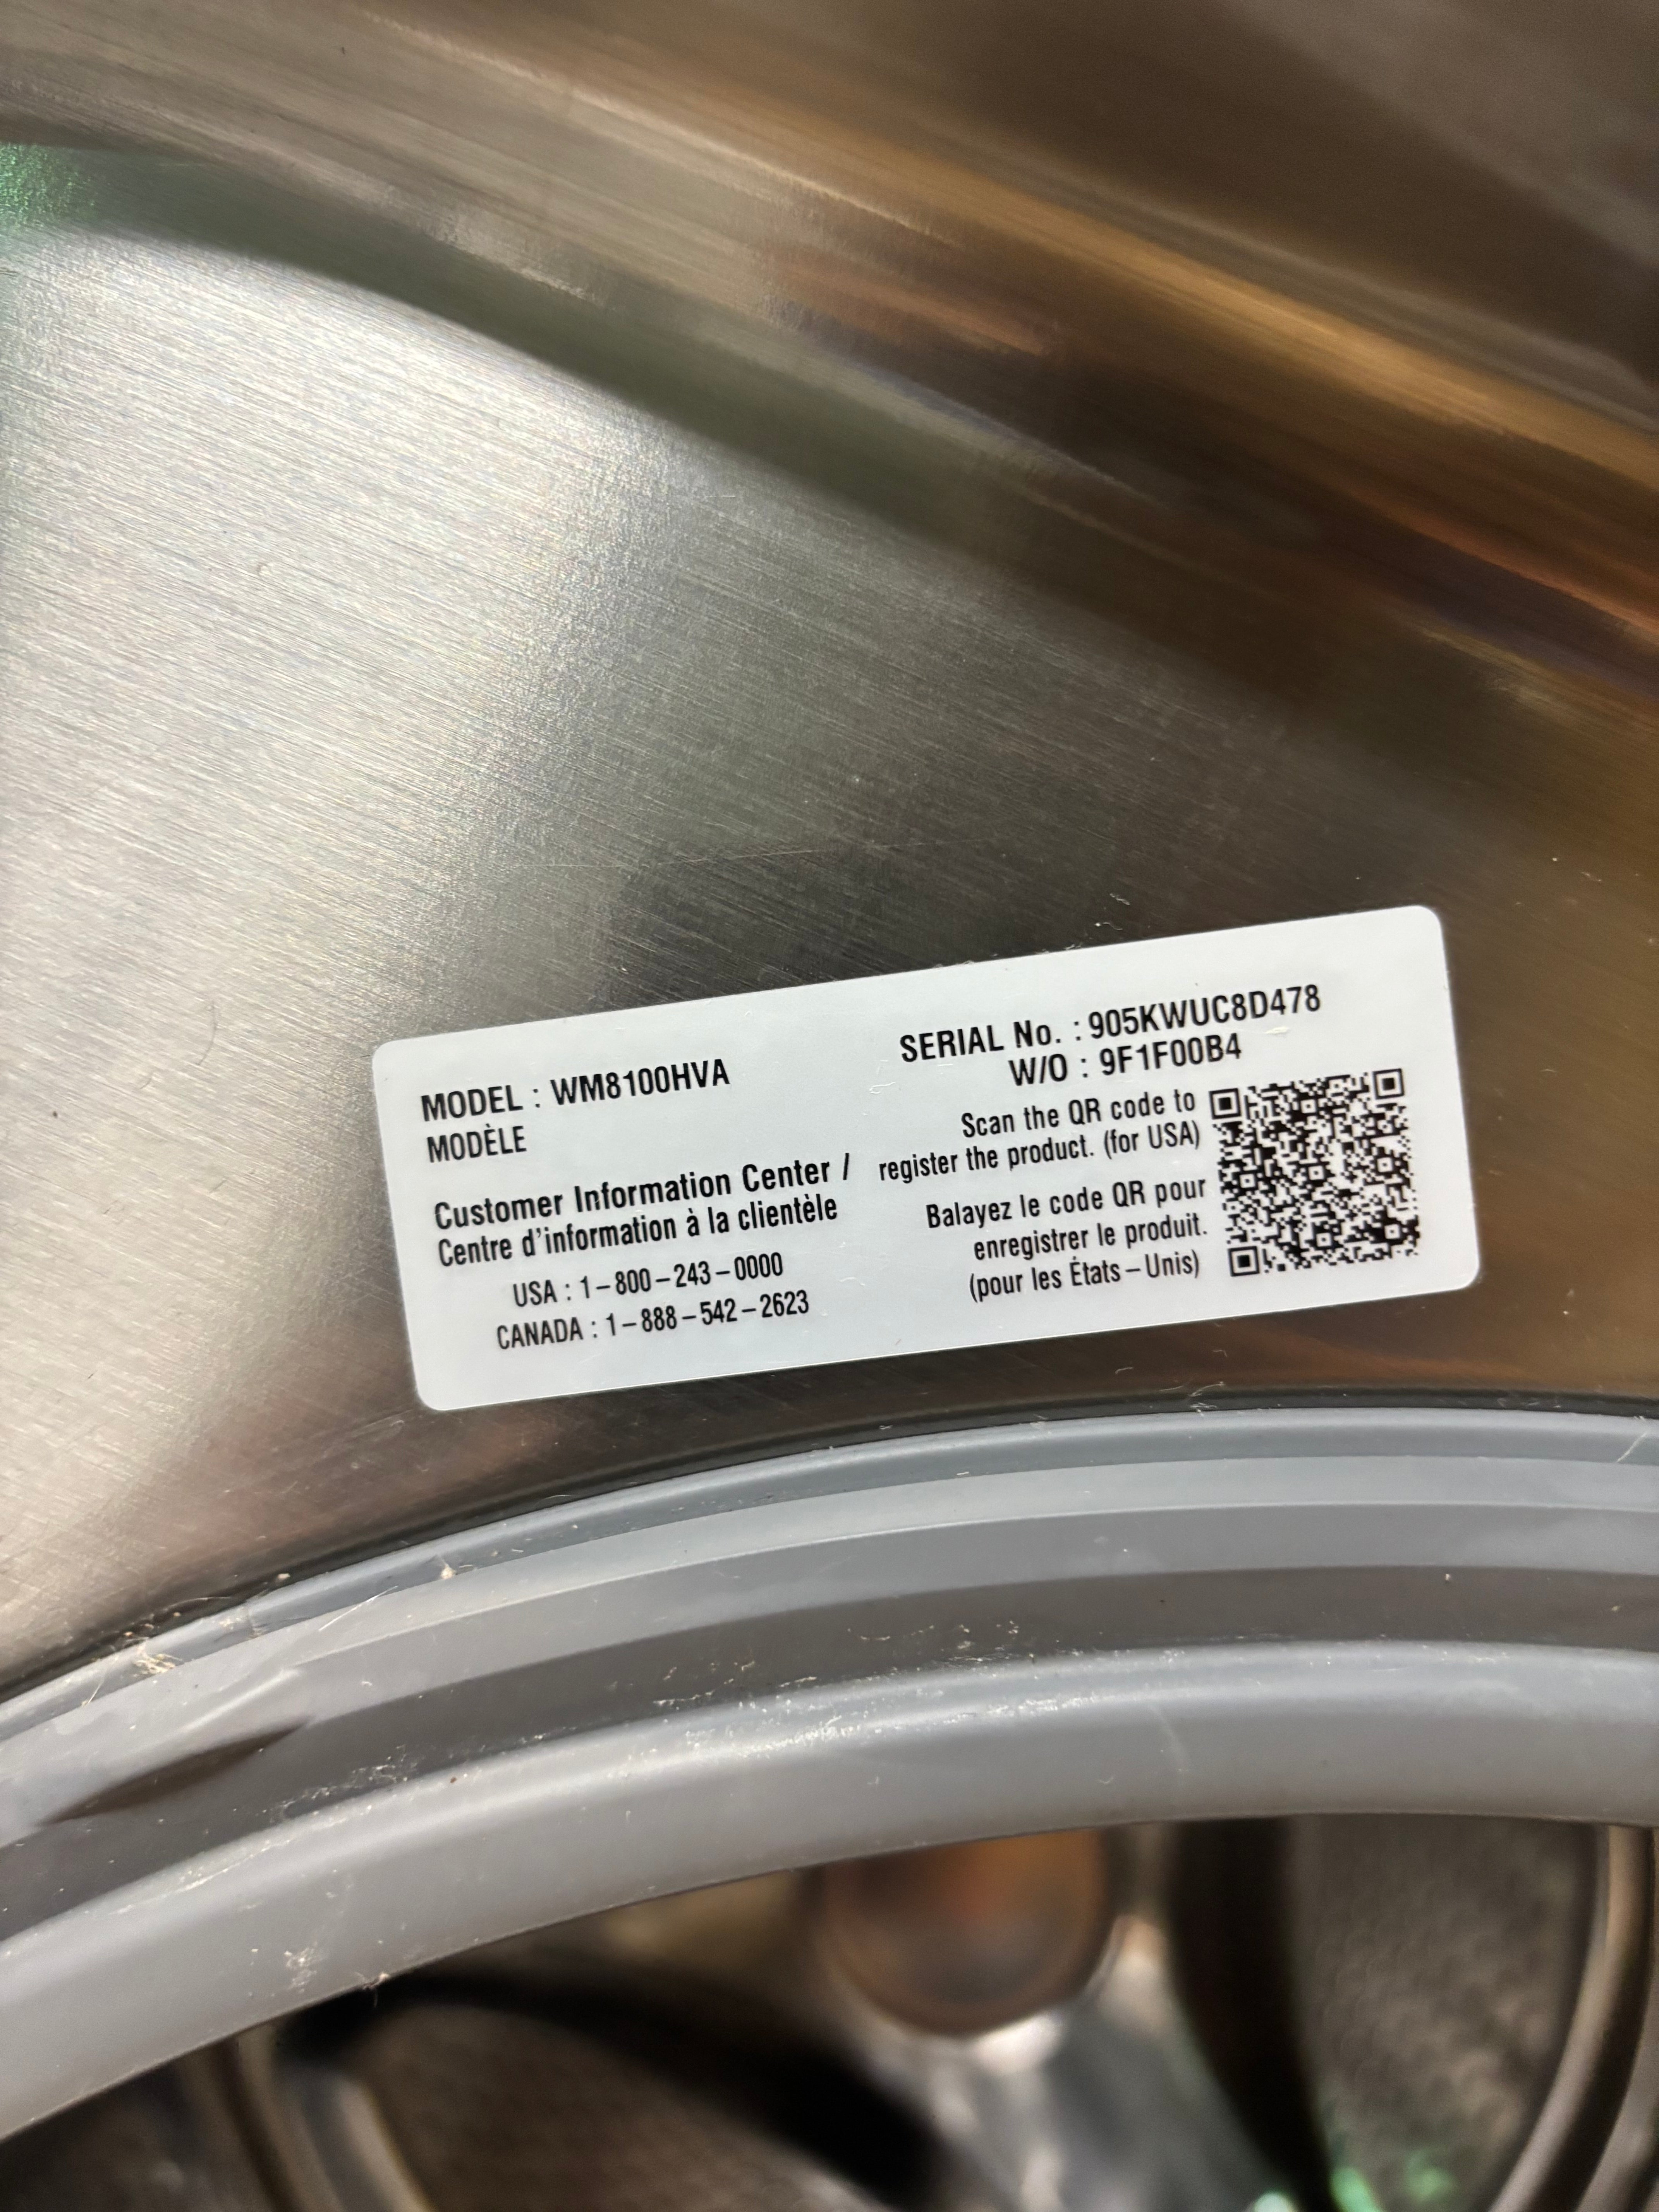 MODEL : WM8100HVA
MODÈLE
Customer Information Center /
Centre d'information à la clientèle
USA : 1-800-243-0000
CANADA : 1-888-542-2623
SERIAL No. : 905KWUC8D478
W/O : 9F1F00B4
Scan the QR code to
register the product. (for USA)
Balayez le code QR pour
enregistrer le produit.
(pour les États-Unis)